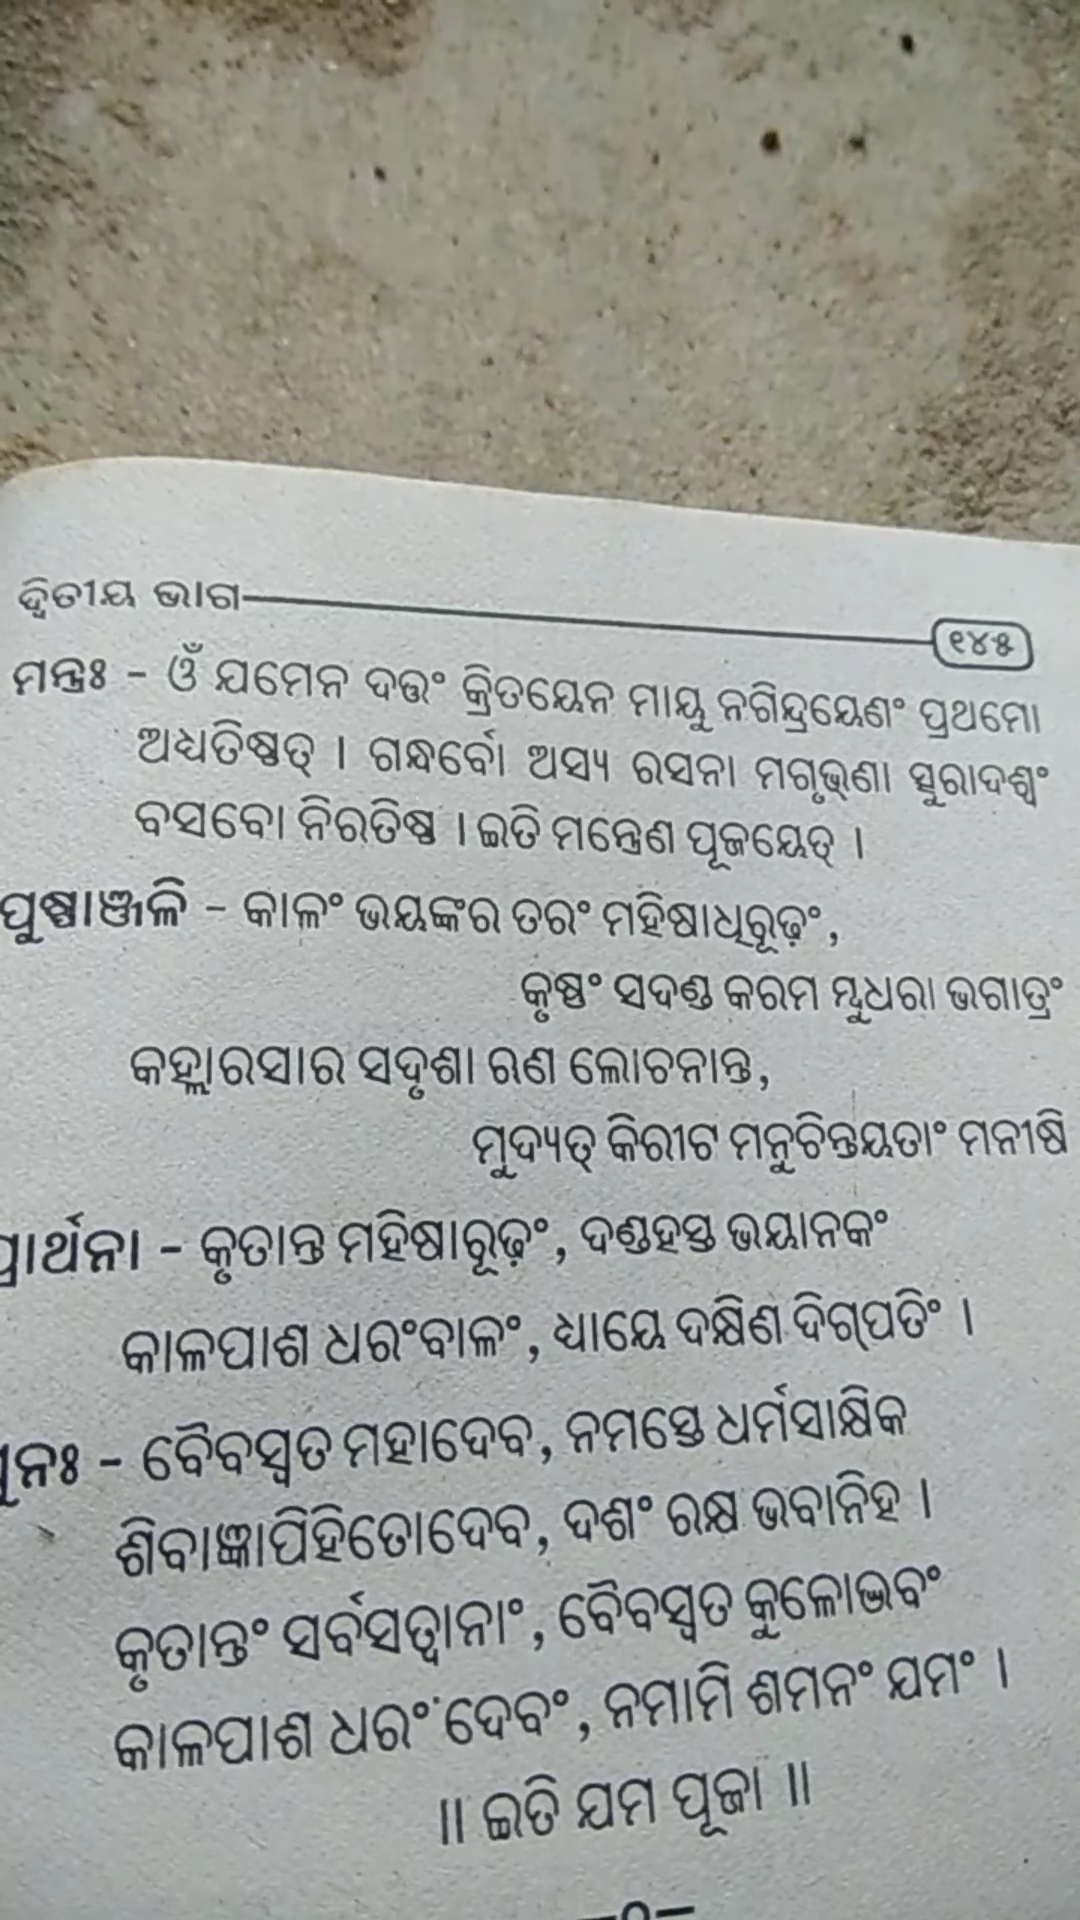 ଦ୍ୱିତୀୟ ଭାଗ
୧୪୫
ମନ୍ତ୍ରଃ - ଓଁ ଯମେନ ଦତ୍ତଂ କ୍ରିତୟେନ ମାୟୁ ନଗିନ୍ଦ୍ରୟେଣଂ ପ୍ରଥମୋ
ଅଧ୍ୟତିଷ୍ଠତ୍ । ଗନ୍ଧର୍ବୋ ଅସ୍ୟ ରସନା ମଗୃଭ୍ଣା ସୁରାଦଶ୍ୱଂ
ବସବୋ ନିରତିଷ୍ଠ । ଇତି ମନ୍ତ୍ରେଣ ପୂଜୟେତ୍ ।
ପୁଷ୍ପାଞ୍ଜଳି - କାଳଂ ଭୟଙ୍କର ତରଂ ମହିଷାଧିରୂଢ଼ଂ,
କୃଷ୍ଣଂ ସଦଣ୍ଡ କରମ ମ୍ବୁଧରା ଭଗାତ୍ରଂ
କହ୍ଲାରସାର ସଦୃଶା ରଣ ଲୋଚନାନ୍ତ,
ମୁଦ୍ୟତ୍ କିରୀଟ ମନୁଚିନ୍ତୟତାଂ ମନୀଷି
ପ୍ରାର୍ଥନା - କୃତାନ୍ତ ମହିଷାରୂଢ଼ଂ, ଦଣ୍ଡହସ୍ତ ଭୟାନକଂ
କାଳପାଶ ଧରଂବାଳଂ, ଧ୍ୟାୟେ ଦକ୍ଷିଣ ଦିଗ୍‌ପତିଂ ।
ପୁନଃ - ବୈବସ୍ୱତ ମହାଦେବ, ନମସ୍ତେ ଧର୍ମସାକ୍ଷିକ
ଶିବାଜ୍ଞାପିହିତୋଦେବ, ଦଶଂ ରକ୍ଷ ଭବାନିହ ।
କୃତାନ୍ତଂ ସର୍ବସତ୍ୱାନାଂ, ବୈବସ୍ୱତ କୁଳୋଦ୍ଭବଂ
କାଳପାଶ ଧରଂ ଦେବଂ, ନମାମି ଶମନଂ ଯମଂ ।
॥ ଇତି ଯମ ପୂଜା ॥
—୦—